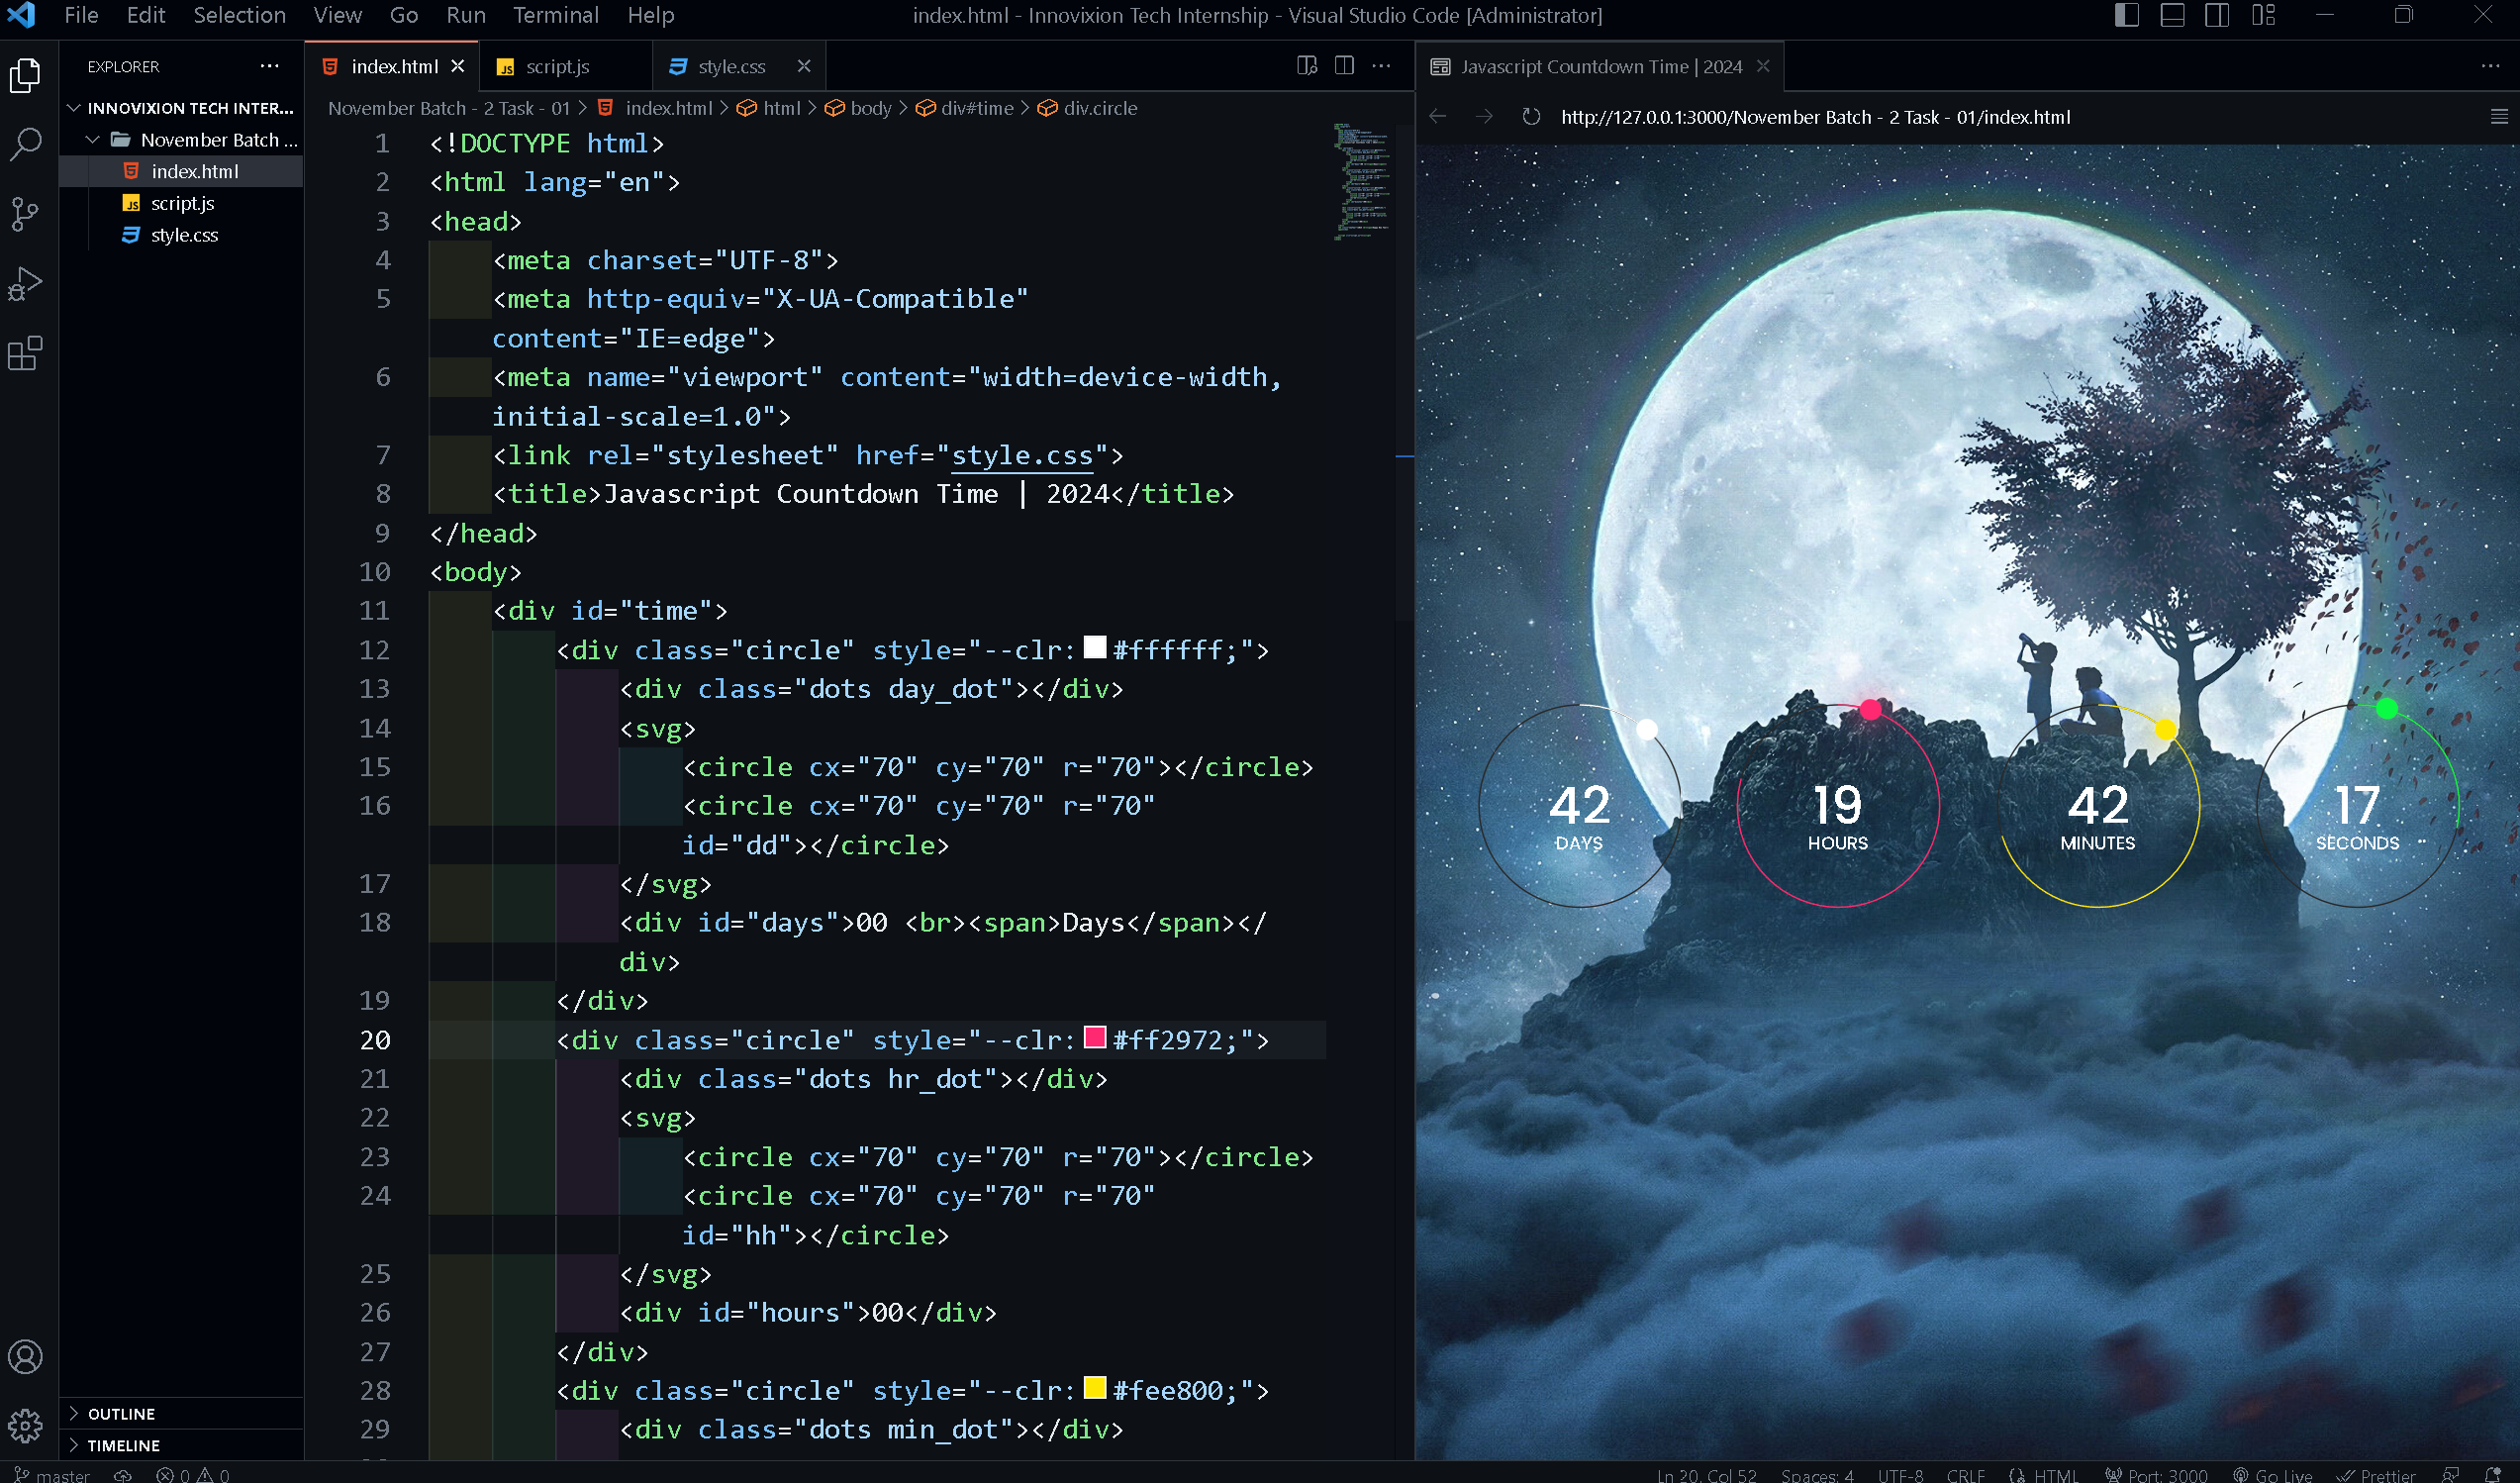 File Edit Selection View Go Run Terminal Help
index.html - Innovixion Tech Internship - Visual Studio Code [Administrator]
EXPLORER
INNOVIXION TECH INTER...
November Batch ...
index.html
script.js
style.css
OUTLINE
TIMELINE
index.html script.js style.css
November Batch - 2 Task - 01 > index.html > html > body > div#time > div.circle
1 <!DOCTYPE html>
2 <html lang="en">
3 <head>
4 <meta charset="UTF-8">
5 <meta http-equiv="X-UA-Compatible"
content="IE=edge">
6 <meta name="viewport" content="width=device-width,
initial-scale=1.0">
7 <link rel="stylesheet" href="style.css">
8 <title>Javascript Countdown Time | 2024</title>
9 </head>
10 <body>
11 <div id="time">
12 <div class="circle" style="--clr:#ffffff;">
13 <div class="dots day_dot"></div>
14 <svg>
15 <circle cx="70" cy="70" r="70"></circle>
16 <circle cx="70" cy="70" r="70"
id="dd"></circle>
17 </svg>
18 <div id="days">00 <br><span>Days</span></
div>
19 </div>
20 <div class="circle" style="--clr:#ff2972;">
21 <div class="dots hr_dot"></div>
22 <svg>
23 <circle cx="70" cy="70" r="70"></circle>
24 <circle cx="70" cy="70" r="70"
id="hh"></circle>
25 </svg>
26 <div id="hours">00</div>
27 </div>
28 <div class="circle" style="--clr:#fee800;">
29 <div class="dots min_dot"></div>
Javascript Countdown Time | 2024
http://127.0.0.1:3000/November Batch - 2 Task - 01/index.html
42 19 42 17
DAYS HOURS MINUTES SECONDS
master 0 0
Ln 20, Col 52 Spaces: 4 UTF-8 CRLF HTML Port: 3000 Go Live Prettier